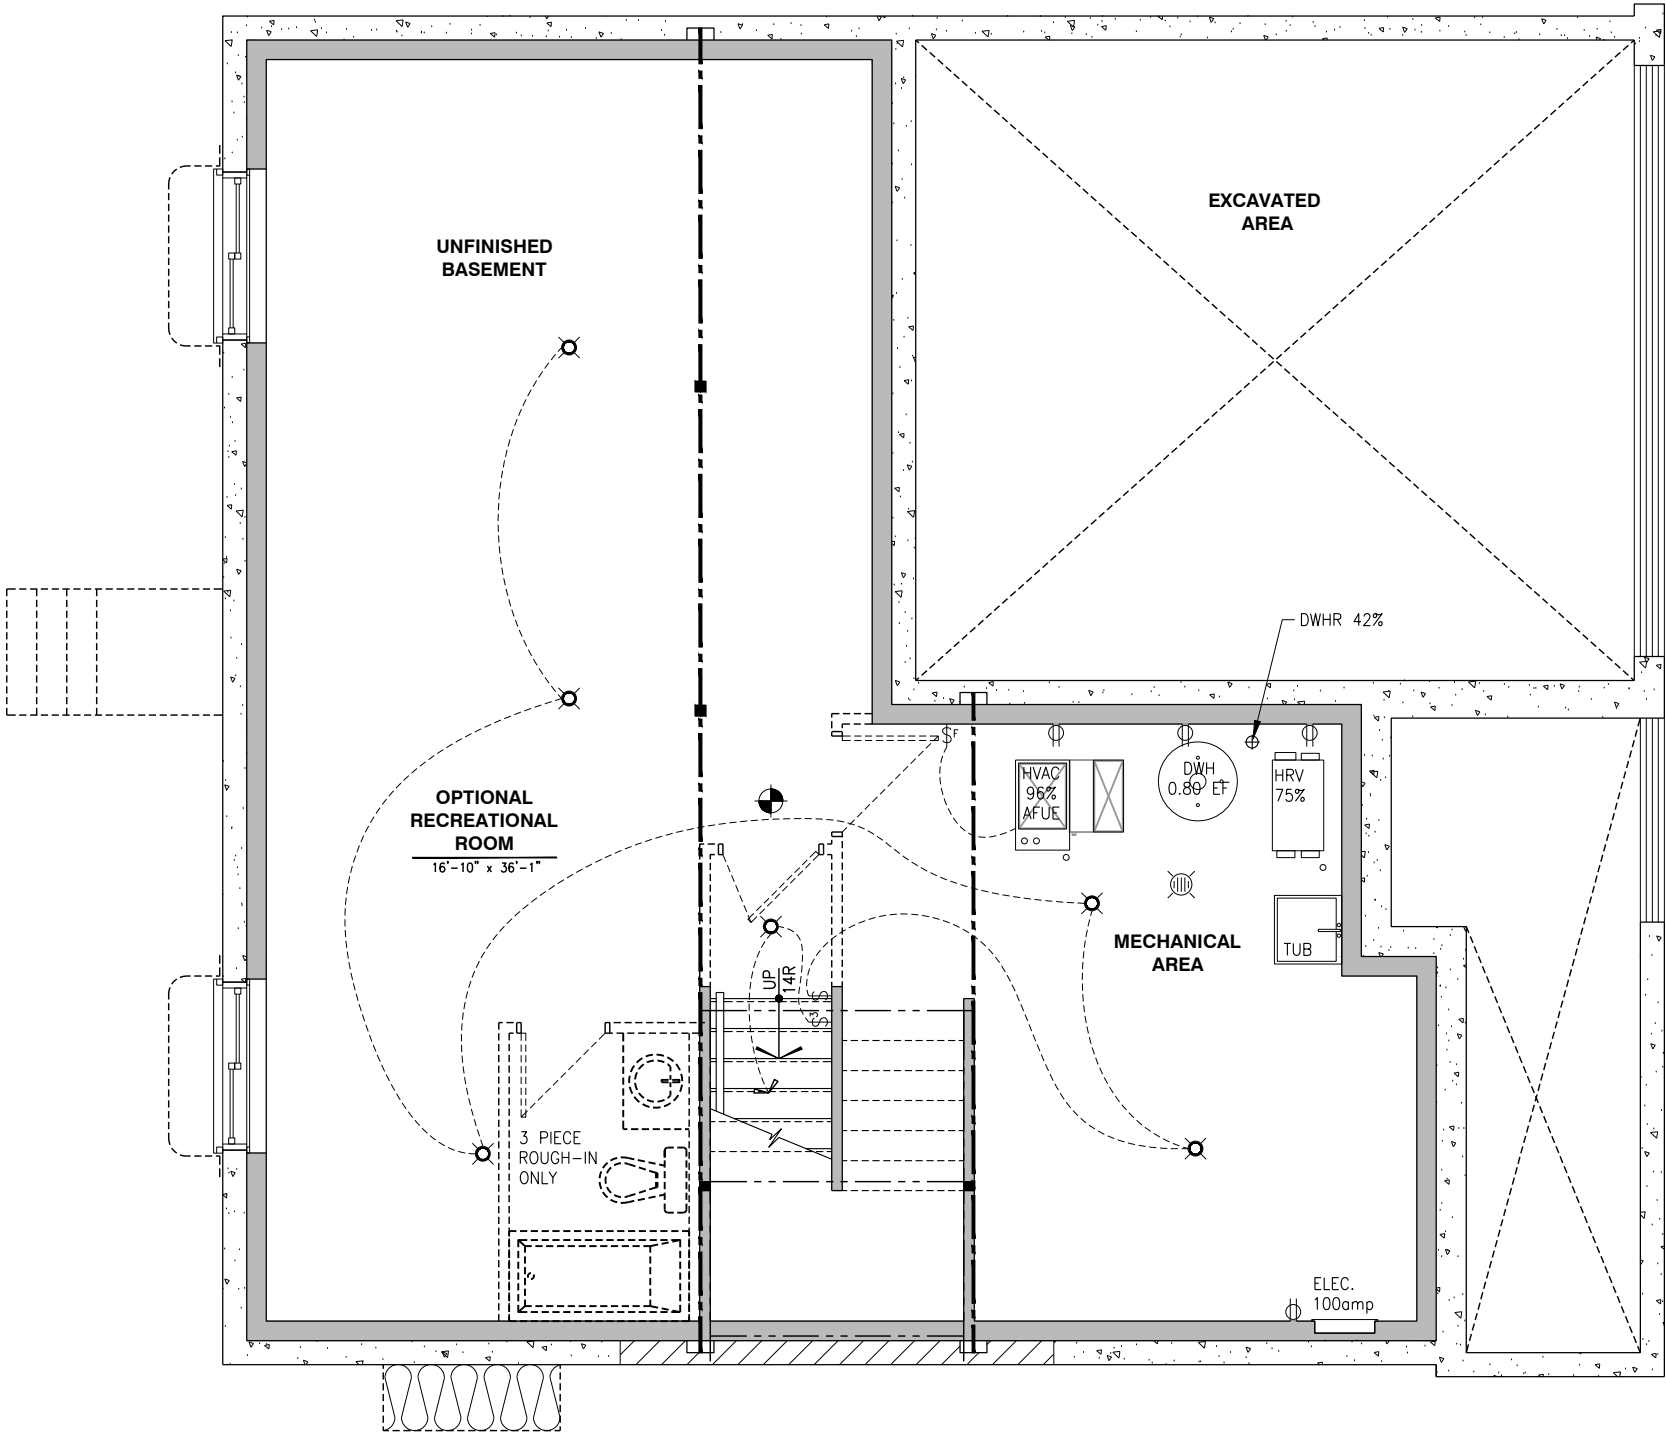 EXCAVATED
AREA
UNFINISHED
BASEMENT
DWHR 42%
S F
HVAC
96%
AFUE
DWH
0.80 EF
HRV
75%
OPTIONAL
RECREATIONAL
ROOM
16'-10" x 36'-1"
MECHANICAL
AREA
TUB
UP
14R
S
S 3
3 PIECE
ROUGH-IN
ONLY
ELEC.
100amp